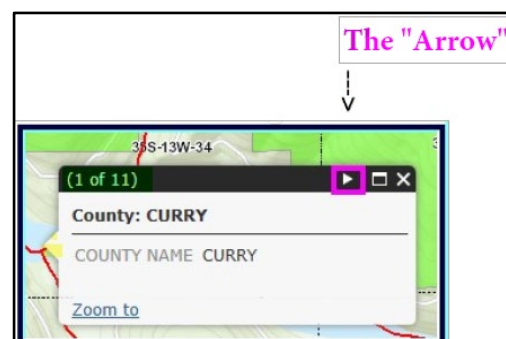 The "Arrow"
35S-13W-34
(1 of 11)
County: CURRY
COUNTY NAME CURRY
Zoom to